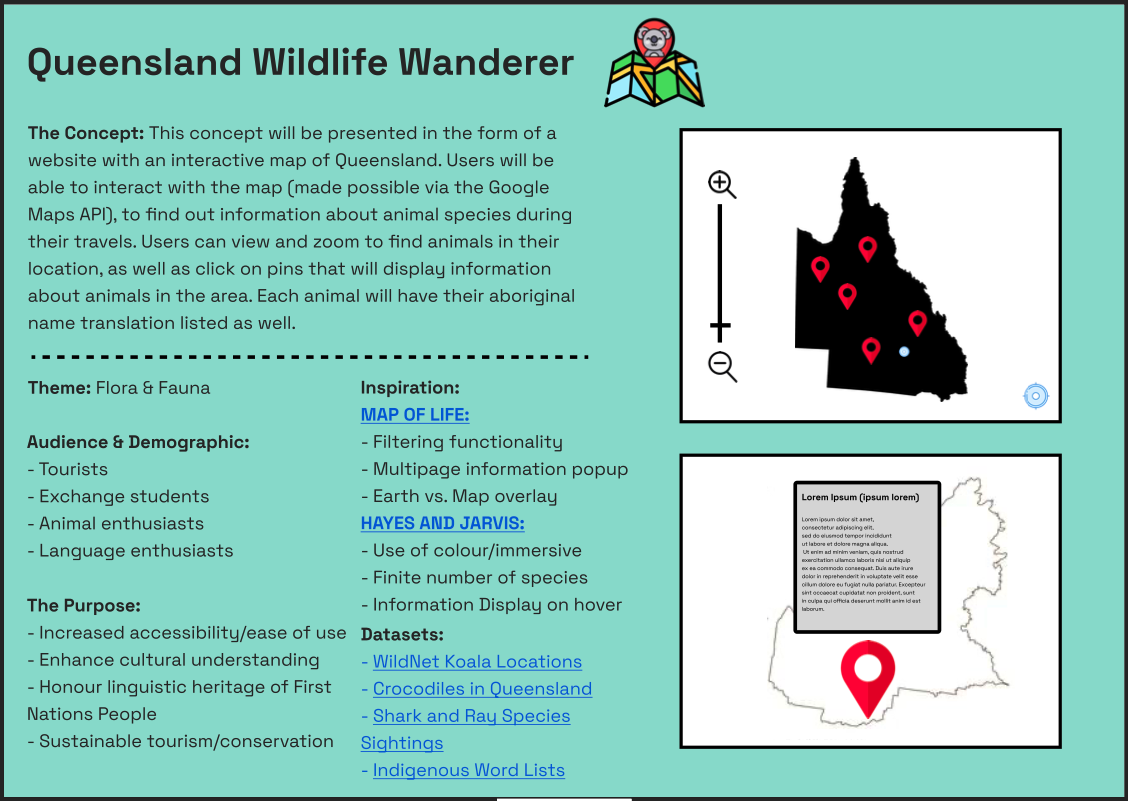 Queensland Wildlife Wanderer
The Concept: This concept will be presented in the form of a
website with an interactive map of Queensland. Users will be
able to interact with the map (made possible via the Google
Maps API), to find out information about animal species during
their travels. Users can view and zoom to find animals in their
location, as well as click on pins that will display information
about animals in the area. Each animal will have their aboriginal
name translation listed as well.
Theme: Flora & Fauna
Audience & Demographic:
- Tourists
- Exchange students
- Animal enthusiasts
- Language enthusiasts
The Purpose:
- Increased accessibility/ease of use
- Enhance cultural understanding
- Honour linguistic heritage of First
Nations People
- Sustainable tourism/conservation
Inspiration:
MAP OF LIFE:
- Filtering functionality
- Multipage information popup
- Earth vs. Map overlay
HAYES AND JARVIS:
- Use of colour/immersive
- Finite number of species
- Information Display on hover
Datasets:
- WildNet Koala Locations
- Crocodiles in Queensland
- Shark and Ray Species
Sightings
- Indigenous Word Lists
Lorem Ipsum (ipsum lorem)
Lorem ipsum dolor sit amet,
consectetur adipiscing elit,
sed do eiusmod tempor incididunt
ut labore et dolore magna aliqua.
Ut enim ad minim veniam, quis nostrud
exercitation ullamco laboris nisi ut aliquip
ex ea commodo consequat. Duis aute irure
dolor in reprehenderit in voluptate velit esse
cillum dolore eu fugiat nulla pariatur. Excepteur
sint occaecat cupidatat non proident, sunt
in culpa qui officia deserunt mollit anim id est
laborum.